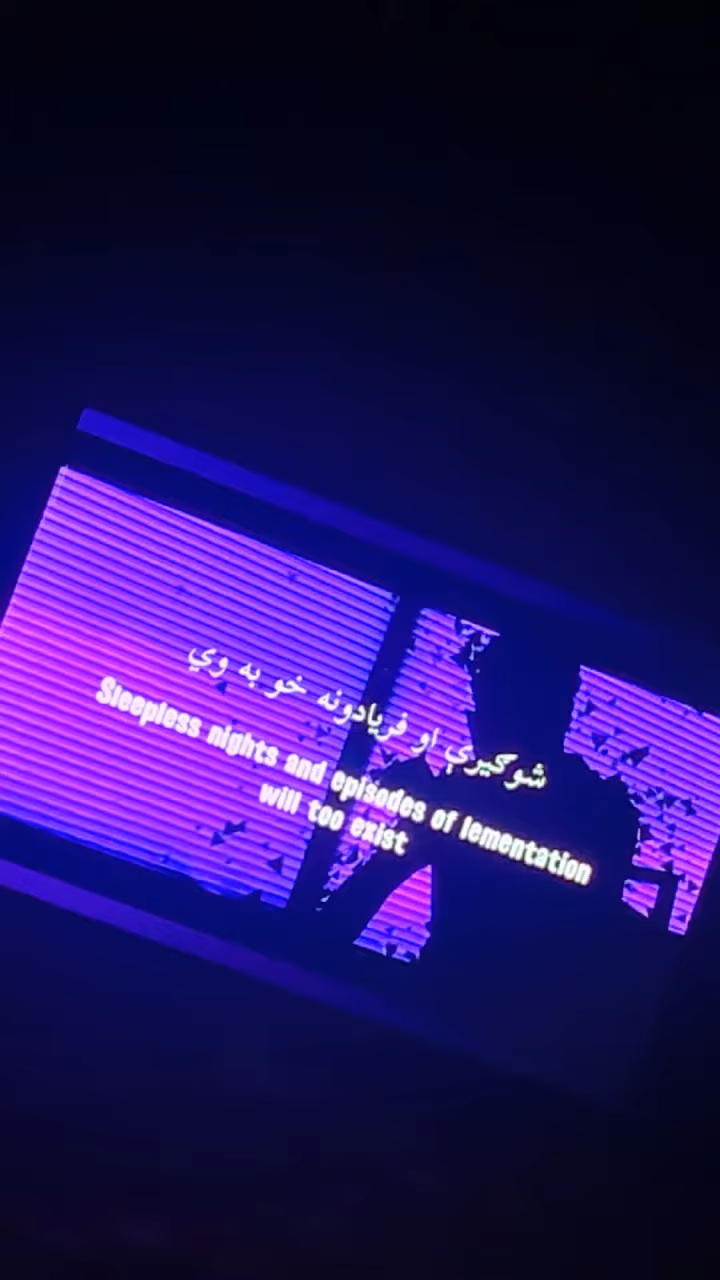 شوګيرې او فريادونه خو به وي
Sleepless nights and episodes of lementation
will too exist